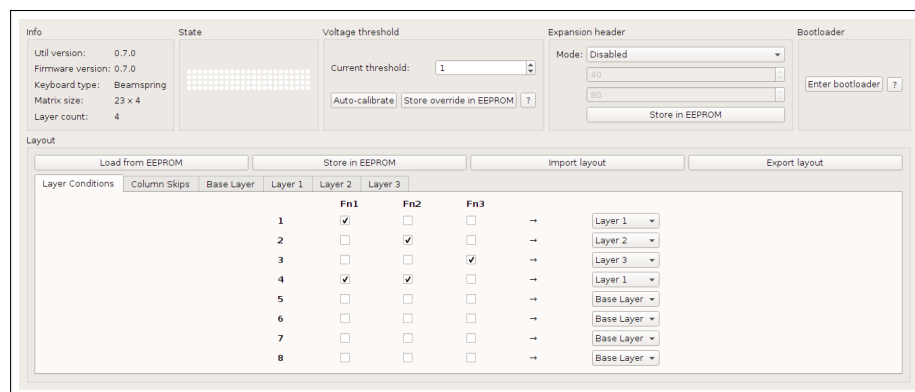 Info State Voltage threshold Expansion header Bootloader
Util version: 0.7.0
Firmware version: 0.7.0
Keyboard type: Beamspring
Matrix size: 23 x 4
Layer count: 4
Current threshold: 1
Auto-calibrate Store override in EEPROM ?
Mode: Disabled
40
80
Store in EEPROM
Enter bootloader ?
Layout
Load from EEPROM Store in EEPROM Import layout Export layout
Layer Conditions Column Skips Base Layer Layer 1 Layer 2 Layer 3
Fn1 Fn2 Fn3
1 → Layer 1
2 → Layer 2
3 → Layer 3
4 → Layer 1
5 → Base Layer
6 → Base Layer
7 → Base Layer
8 → Base Layer